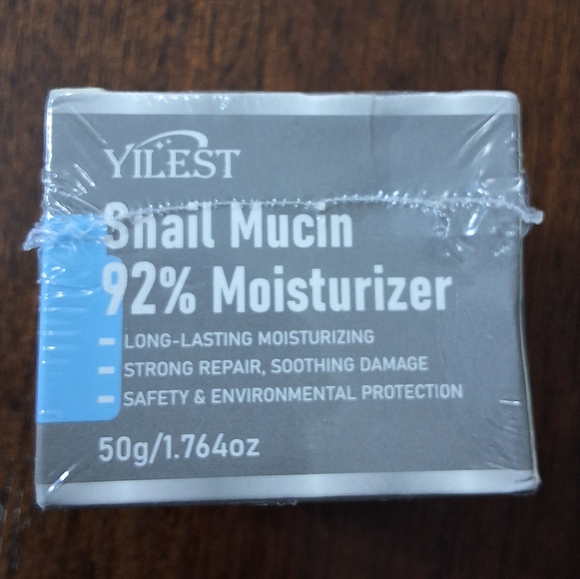 YILEST
Snail Mucin
92% Moisturizer
- LONG-LASTING MOISTURIZING
- STRONG REPAIR, SOOTHING DAMAGE
- SAFETY & ENVIRONMENTAL PROTECTION
50g/1.764oz